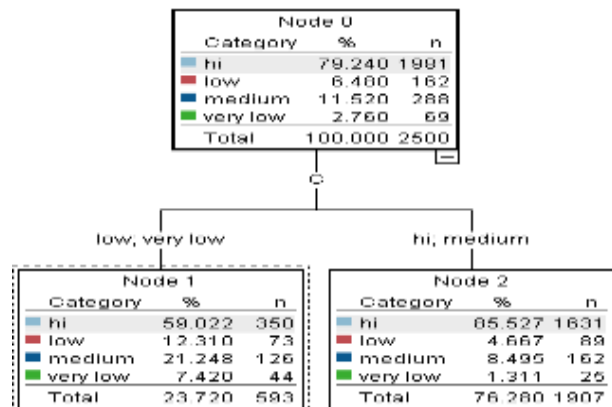 Node 0
Category % n
hi 79.240 1981
low 6.480 162
medium 11.520 288
very low 2.760 69
Total 100.000 2500
C
low; very low
hi; medium
Node 1
Category % n
hi 59.022 350
low 12.310 73
medium 21.248 126
very low 7.420 44
Total 23.720 593
Node 2
Category % n
hi 85.527 1631
low 4.667 89
medium 8.495 162
very low 1.311 25
Total 76.280 1907